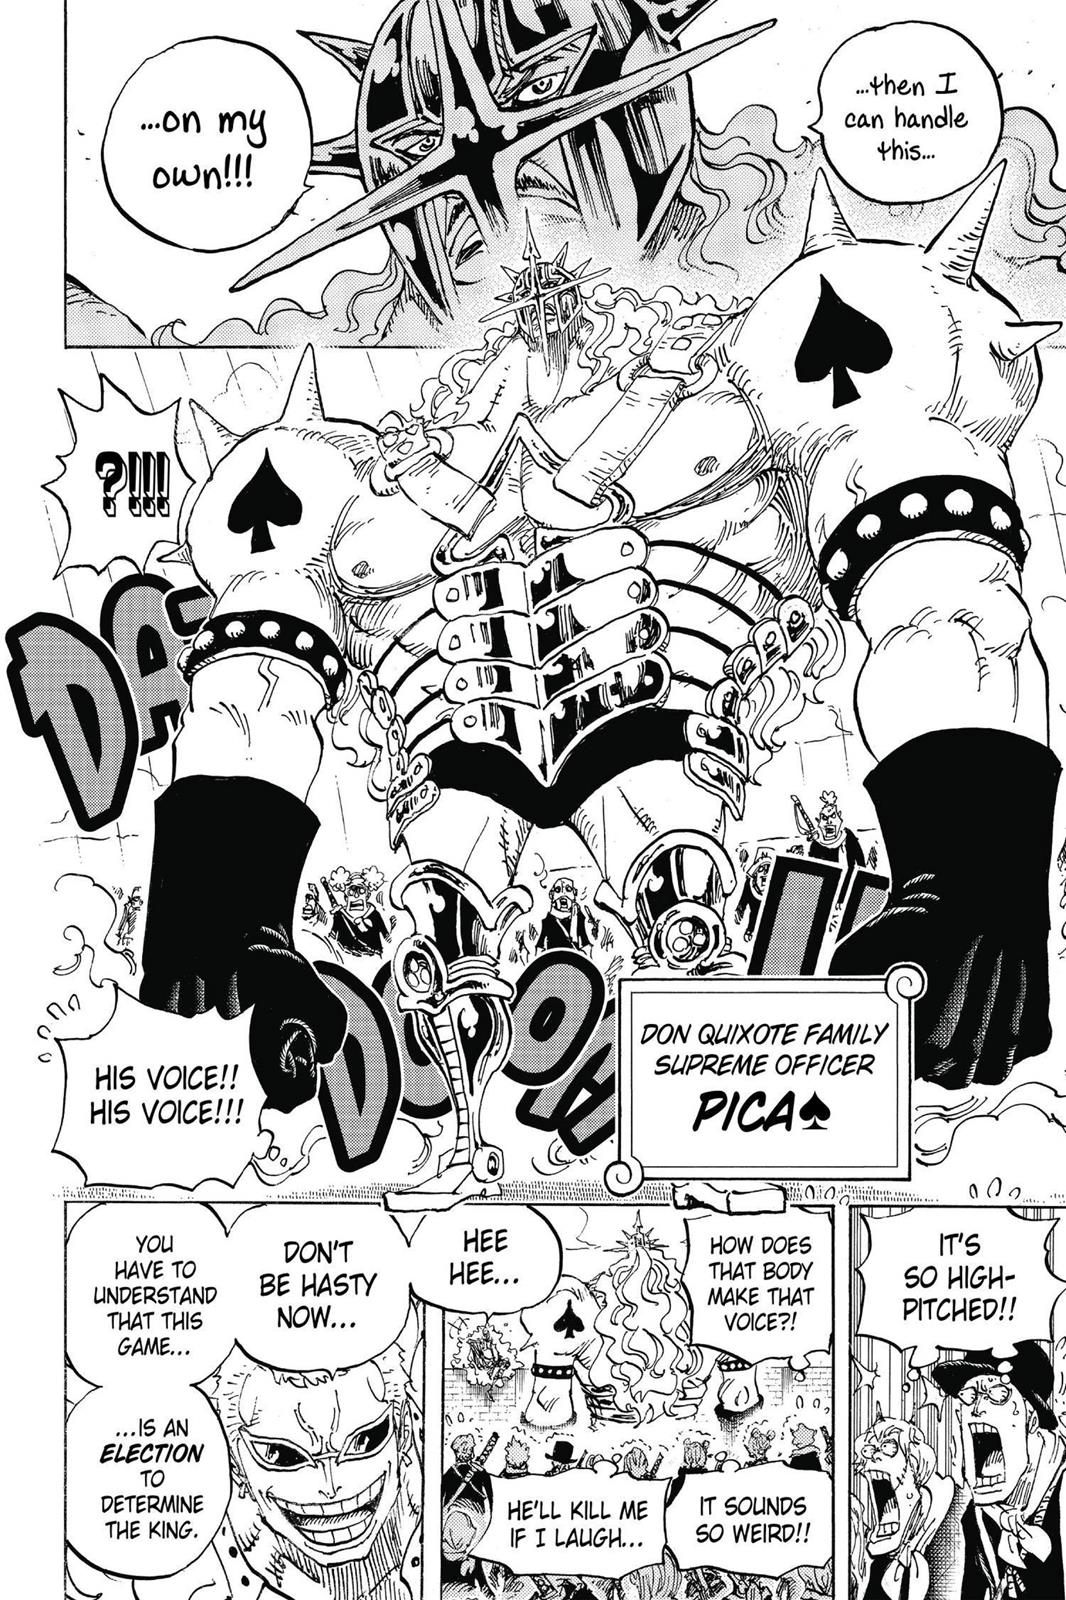 ...then I
can handle
this...
...on my
own!!!
?!!!
HIS VOICE!!
HIS VOICE!!!
DON QUIXOTE FAMILY
SUPREME OFFICER
PICA♠
IT'S
SO HIGH-
PITCHED!!
HOW DOES
THAT BODY
MAKE THAT
VOICE?!
IT SOUNDS
SO WEIRD!!
HE'LL KILL ME
IF I LAUGH...
HEE
HEE...
DON'T
BE HASTY
NOW...
YOU
HAVE TO
UNDERSTAND
THAT THIS
GAME...
...IS AN
ELECTION
TO
DETERMINE
THE KING.